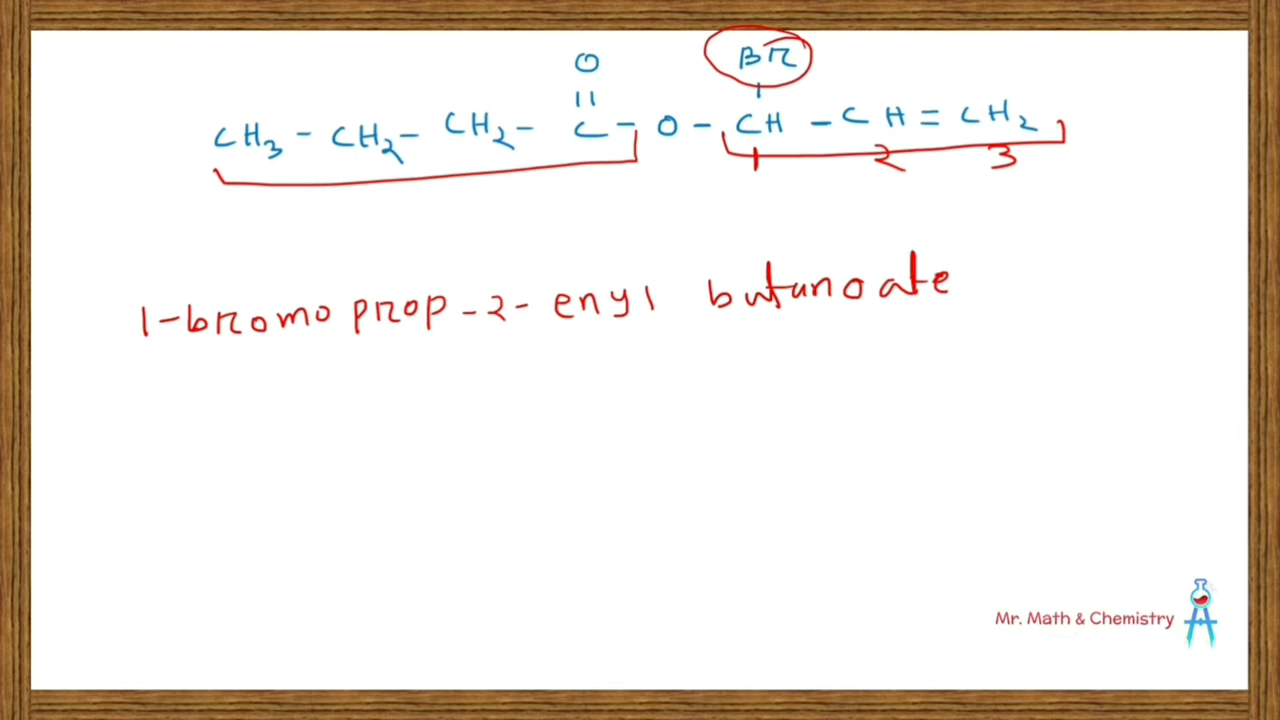 O Br
||
CH3 - CH2 - CH2 - C - O - CH - CH = CH2
1 2 3
1-bromo prop-2-enyl butanoate
Mr. Math & Chemistry